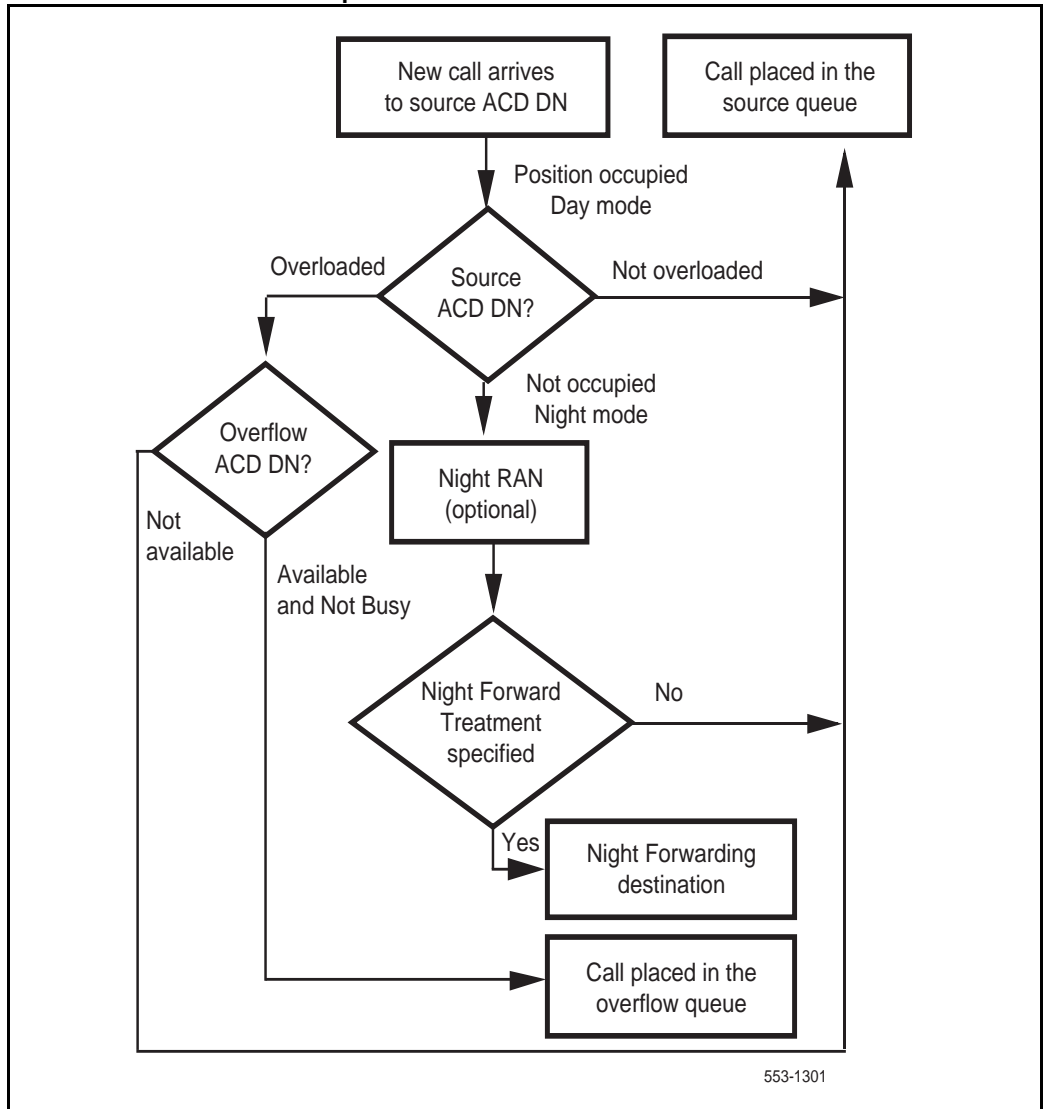 New call arrives
to source ACD DN
Call placed in the
source queue
Position occupied
Day mode
Overloaded
Source
ACD DN?
Not overloaded
Not occupied
Night mode
Overflow
ACD DN?
Night RAN
(optional)
Not
available
Available
and Not Busy
Night Forward
Treatment
specified
No
Yes
Night Forwarding
destination
Call placed in the
overflow queue
553-1301